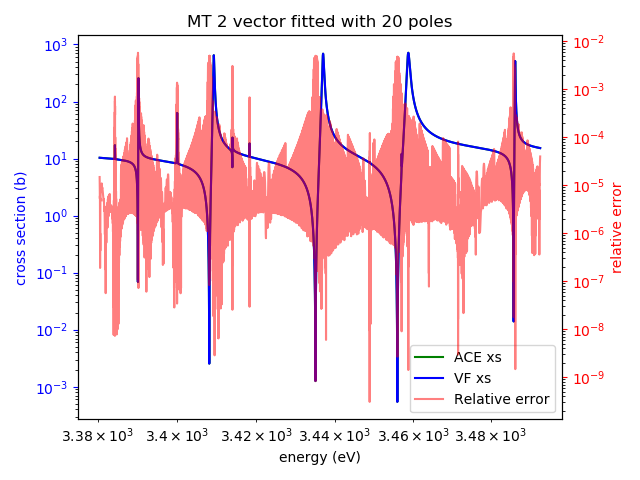 MT 2 vector fitted with 20 poles
cross section (b)
10³
10²
10¹
10⁰
10⁻¹
10⁻²
10⁻³
10⁻²
10⁻³
10⁻⁴
10⁻⁵
10⁻⁶
10⁻⁷
10⁻⁸
10⁻⁹
relative error
ACE xs
VF xs
Relative error
3.38×10³ 3.4×10³ 3.42×10³ 3.44×10³ 3.46×10³ 3.48×10³
energy (eV)